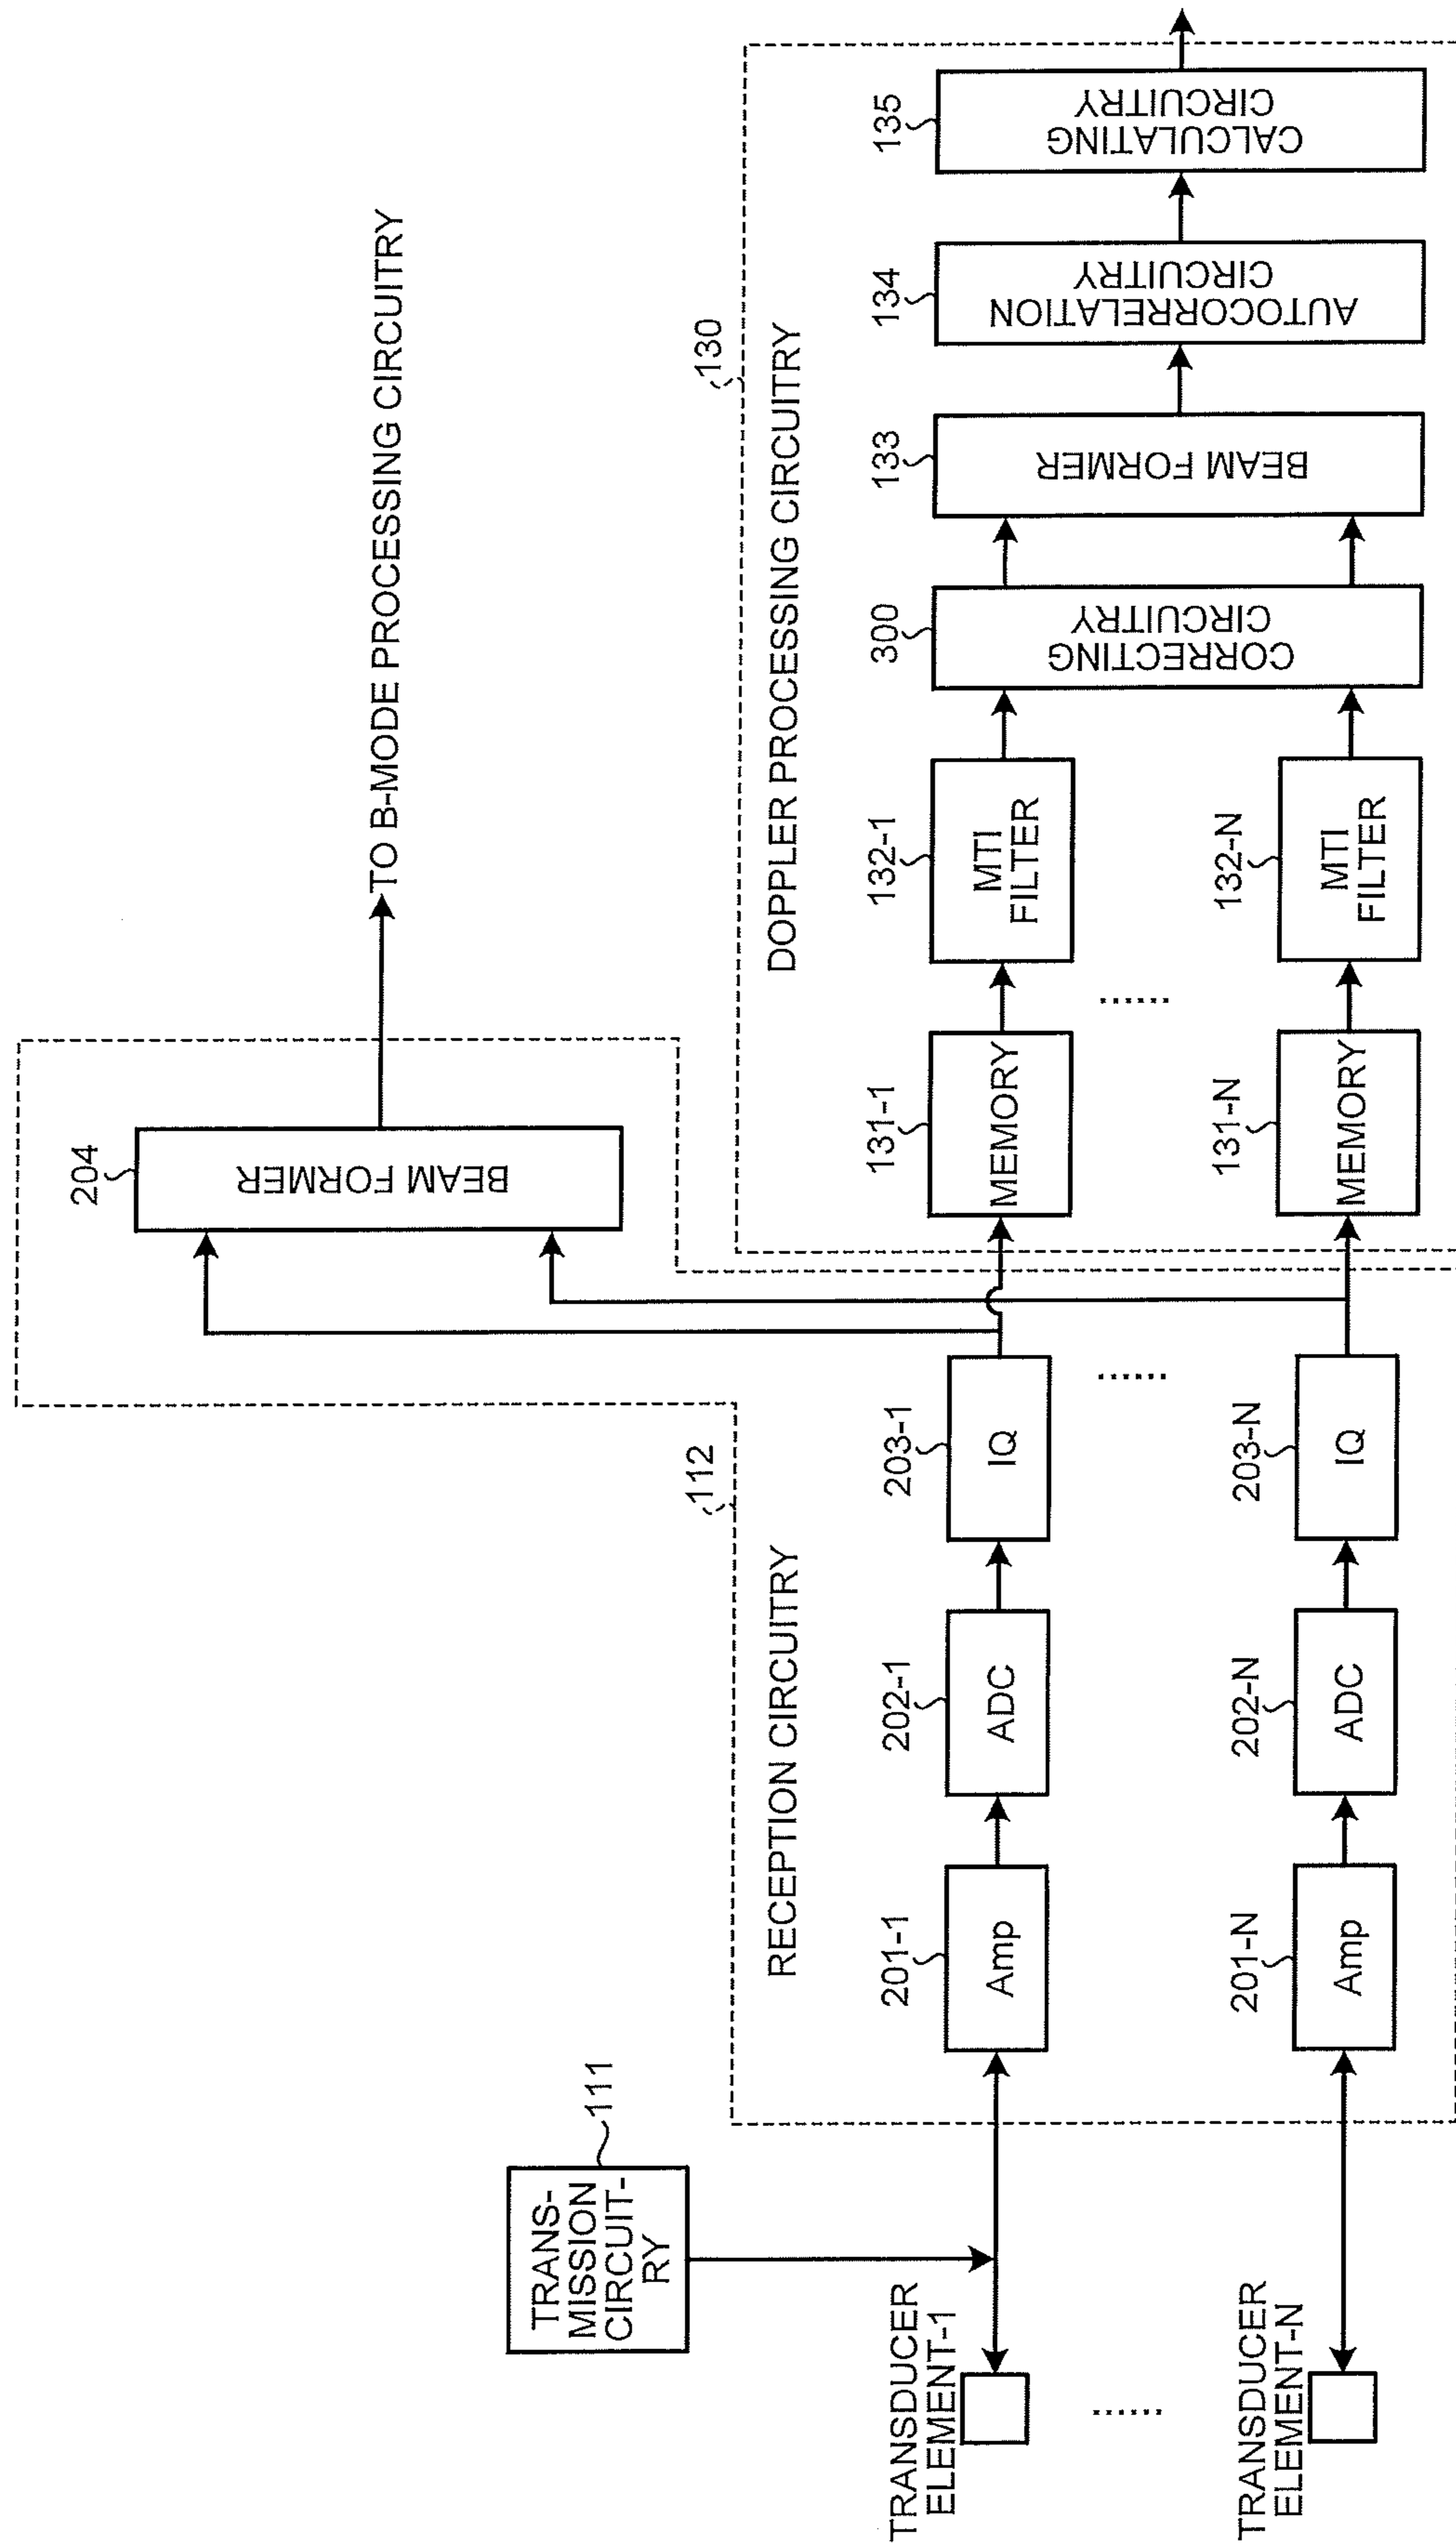 TO B-MODE PROCESSING CIRCUITRY
204
BEAM FORMER
111
TRANS-
MISSION
CIRCUIT-
RY
112
RECEPTION CIRCUITRY
130
DOPPLER PROCESSING CIRCUITRY
TRANSDUCER
ELEMENT-1
201-1
Amp
202-1
ADC
203-1
IQ
131-1
MEMORY
132-1
MTI
FILTER
300
CORRECTING
CIRCUITRY
133
BEAM FORMER
134
AUTOCORRELATION
CIRCUITRY
135
CALCULATING
CIRCUITRY
......
......
......
TRANSDUCER
ELEMENT-N
201-N
Amp
202-N
ADC
203-N
IQ
131-N
MEMORY
132-N
MTI
FILTER